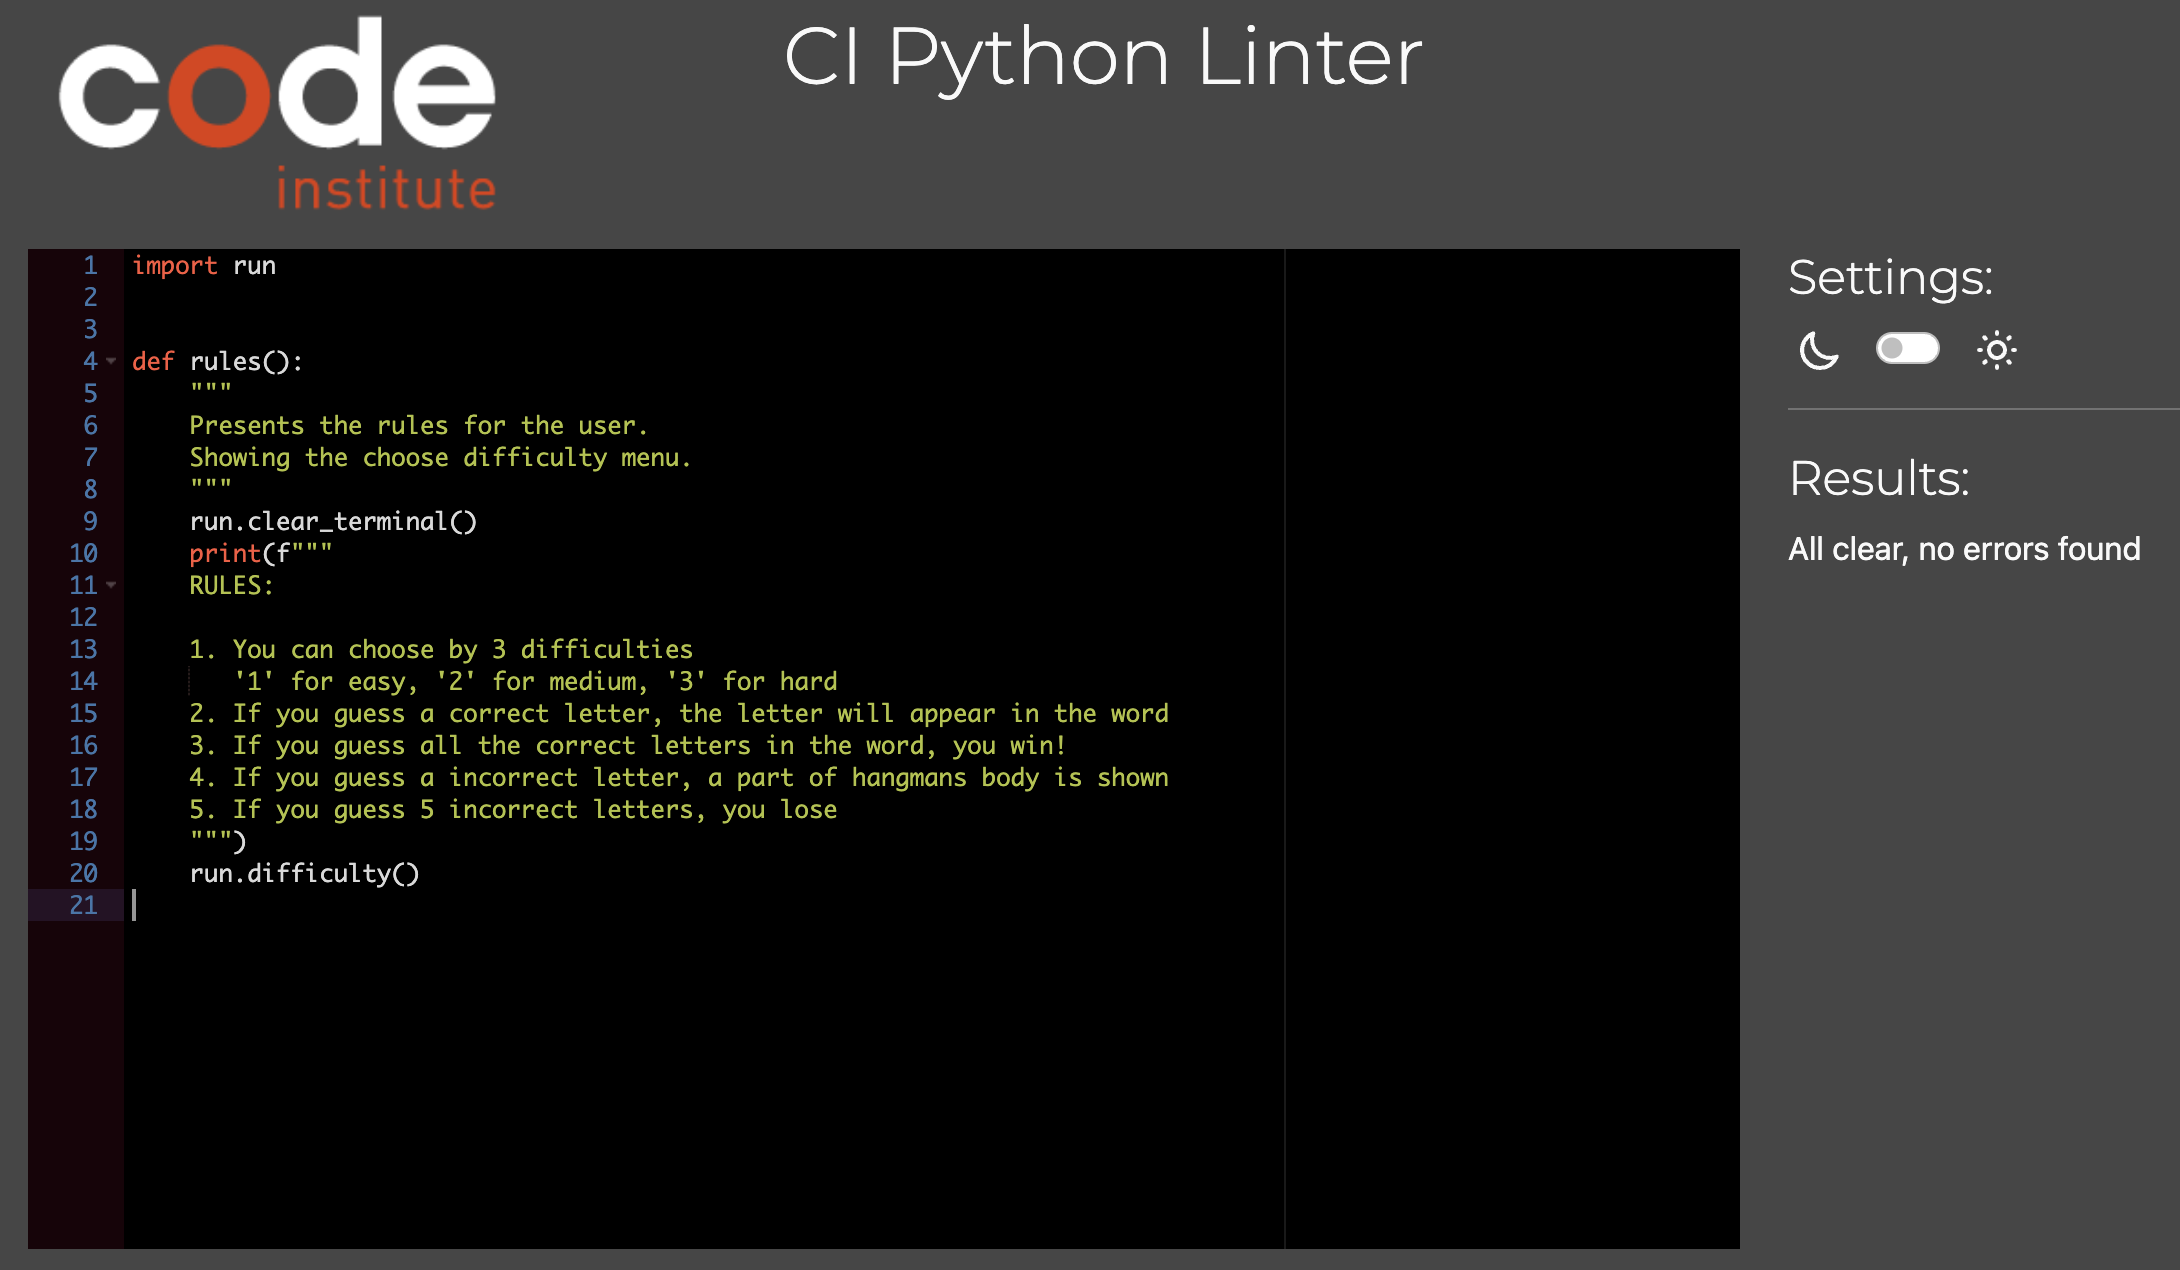 code
institute
CI Python Linter
1 import run
2
3
4 def rules():
5     """
6     Presents the rules for the user.
7     Showing the choose difficulty menu.
8     """
9     run.clear_terminal()
10     print(f"""
11     RULES:
12
13     1. You can choose by 3 difficulties
14        '1' for easy, '2' for medium, '3' for hard
15     2. If you guess a correct letter, the letter will appear in the word
16     3. If you guess all the correct letters in the word, you win!
17     4. If you guess a incorrect letter, a part of hangmans body is shown
18     5. If you guess 5 incorrect letters, you lose
19     """)
20     run.difficulty()
21
Settings:
Results:
All clear, no errors found